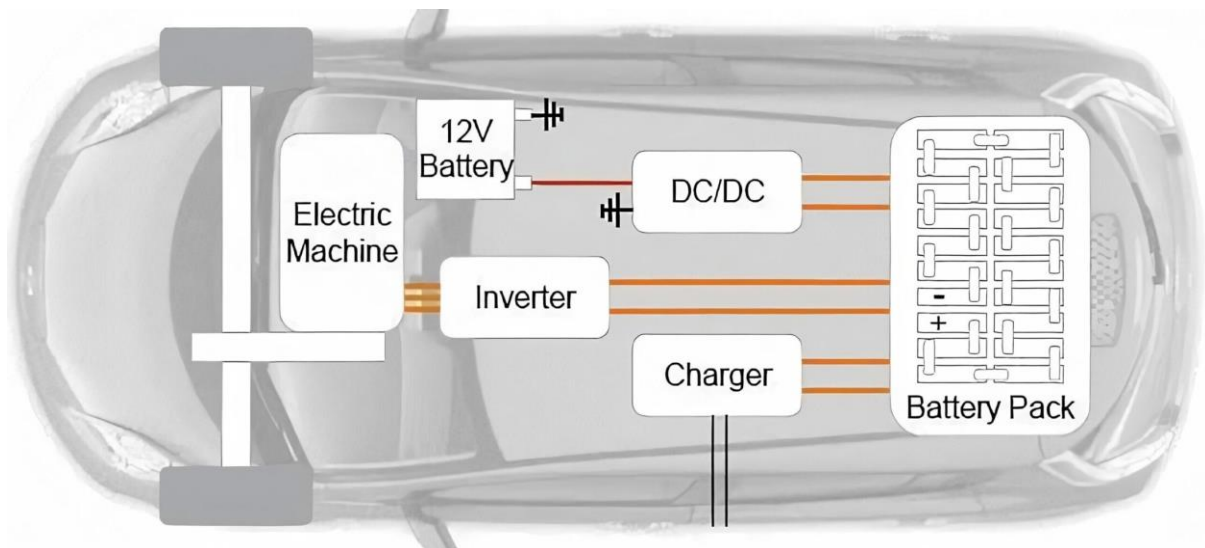 12V
Battery
DC/DC
Electric
Machine
Inverter
-
+
Charger
Battery Pack